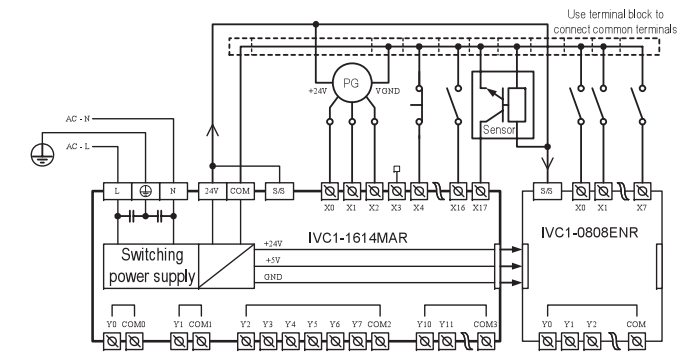 Use terminal block to
connect common terminals
+24V PG VGND
AC - N
AC - L
Sensor
L N 24V COM S/S X0 X1 X2 X3 X4 X16 X17 S/S X0 X1 X7
IVC1-1614MAR IVC1-0808ENR
Switching
power supply
+24V
+5V
GND
Y0 COM0 Y1 COM1 Y2 Y3 Y4 Y5 Y6 Y7 COM2 Y10 Y11 COM3 Y0 Y1 Y2 COM